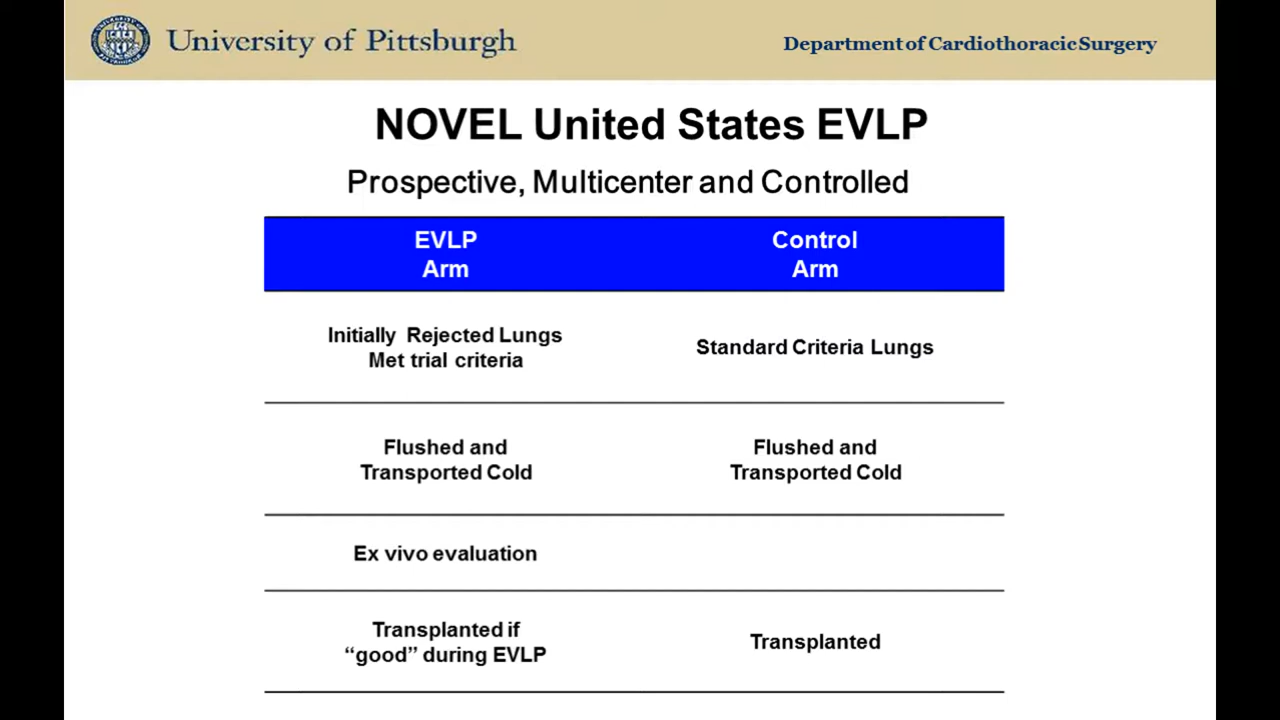 University of Pittsburgh
Department of Cardiothoracic Surgery
NOVEL United States EVLP
Prospective, Multicenter and Controlled
EVLP
Arm
Control
Arm
Initially Rejected Lungs
Met trial criteria
Standard Criteria Lungs
Flushed and
Transported Cold
Flushed and
Transported Cold
Ex vivo evaluation
Transplanted if
“good” during EVLP
Transplanted